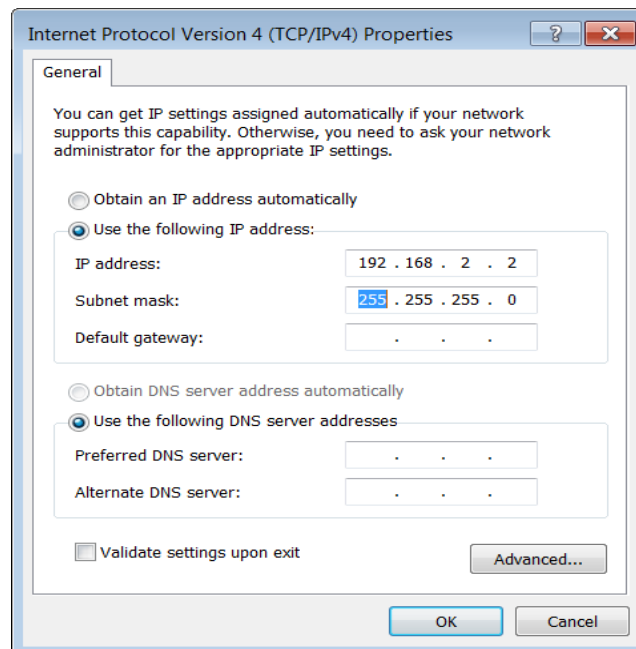 Internet Protocol Version 4 (TCP/IPv4) Properties
General
You can get IP settings assigned automatically if your network
supports this capability. Otherwise, you need to ask your network
administrator for the appropriate IP settings.
Obtain an IP address automatically
Use the following IP address:
IP address: 192 . 168 . 2 . 2
Subnet mask: 255 . 255 . 255 . 0
Default gateway: . . .
Obtain DNS server address automatically
Use the following DNS server addresses
Preferred DNS server: . . .
Alternate DNS server: . . .
Validate settings upon exit
Advanced...
OK Cancel